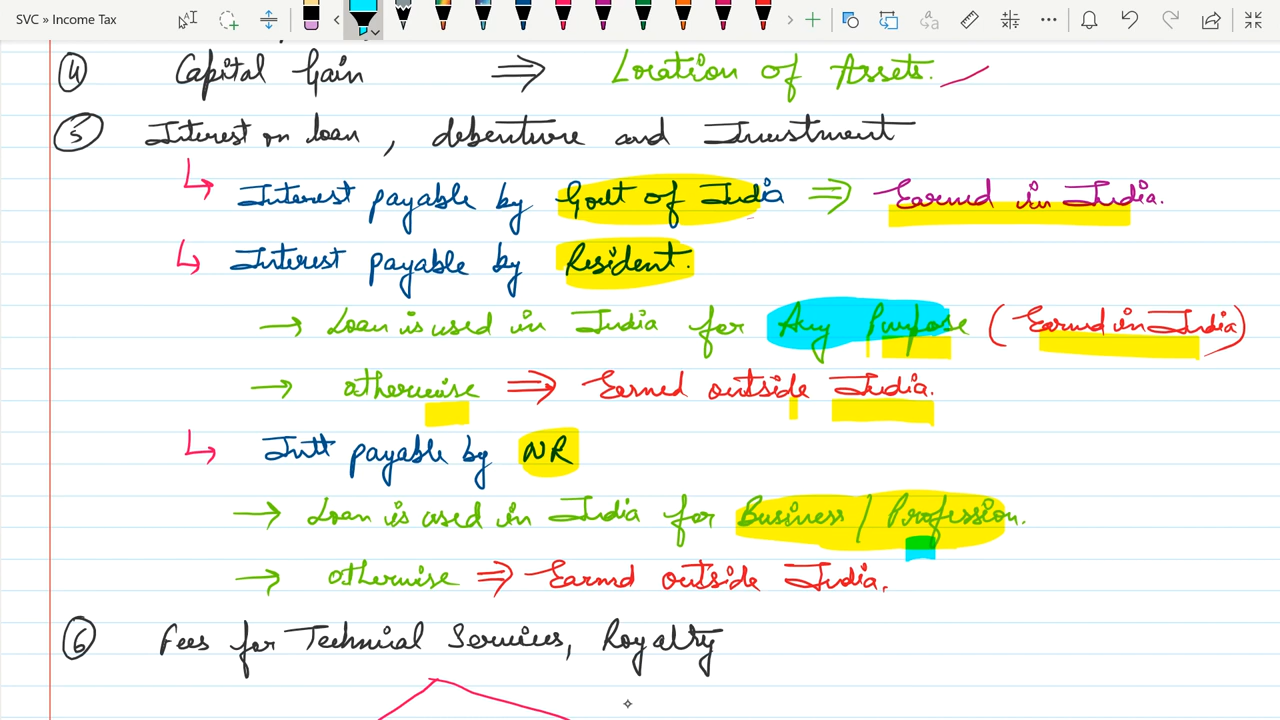 SVC > Income Tax
④ Capital Gain ⇒ Location of Assets.
⑤ Interest on loan, debenture and Investment
↳ Interest payable by Govt of India ⇒ Earned in India.
↳ Interest payable by Resident.
→ Loan is used in India for Any Purpose (Earned in India)
→ otherwise ⇒ Earned outside India.
↳ Intt payable by NR
→ Loan is used in India for Business / Profession.
→ otherwise ⇒ Earned outside India.
⑥ Fees for Technical Services, Royalty